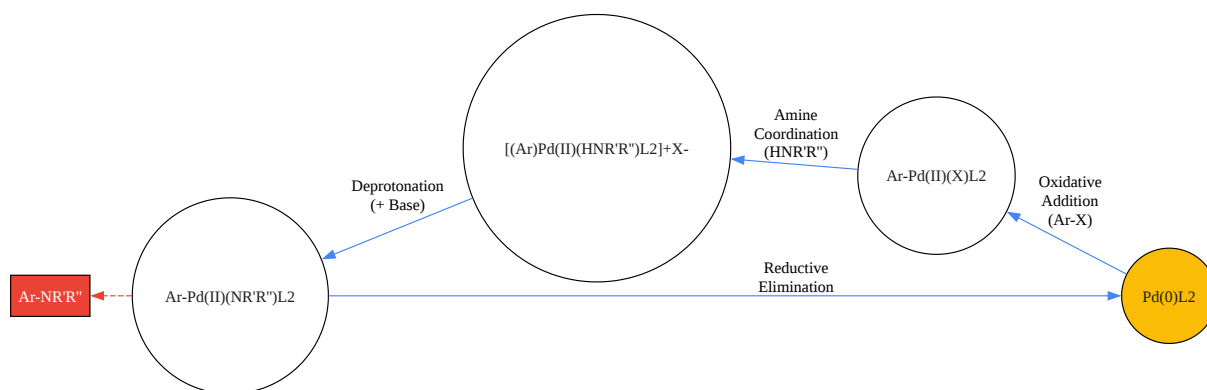 Amine
Coordination
(HNR'R'')
[(Ar)Pd(II)(HNR'R'')L2]+X-
Ar-Pd(II)(X)L2
Oxidative
Addition
(Ar-X)
Deprotonation
(+ Base)
Reductive
Elimination
Ar-NR'R''
Ar-Pd(II)(NR'R'')L2
Pd(0)L2